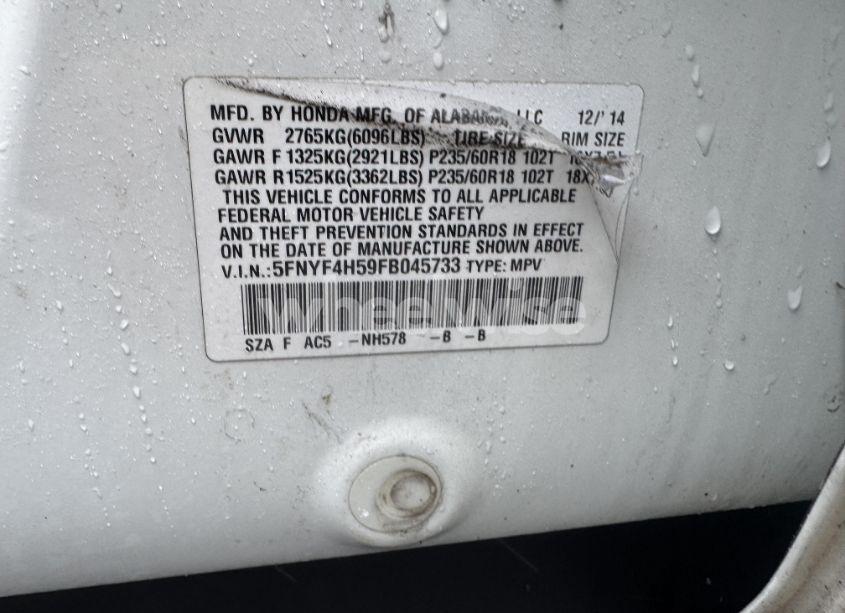 MFD. BY HONDA MFG. OF ALABAMA, LLC 12/'14
GVWR 2765KG(6096LBS) TIRE SIZE RIM SIZE
GAWR F 1325KG(2921LBS) P235/60R18 102T
GAWR R 1525KG(3362LBS) P235/60R18 102T 18X
THIS VEHICLE CONFORMS TO ALL APPLICABLE
FEDERAL MOTOR VEHICLE SAFETY
AND THEFT PREVENTION STANDARDS IN EFFECT
ON THE DATE OF MANUFACTURE SHOWN ABOVE.
V.I.N.:5FNYF4H59FB045733 TYPE: MPV
WheelWise
SZA F AC5 -NH578 -B -B